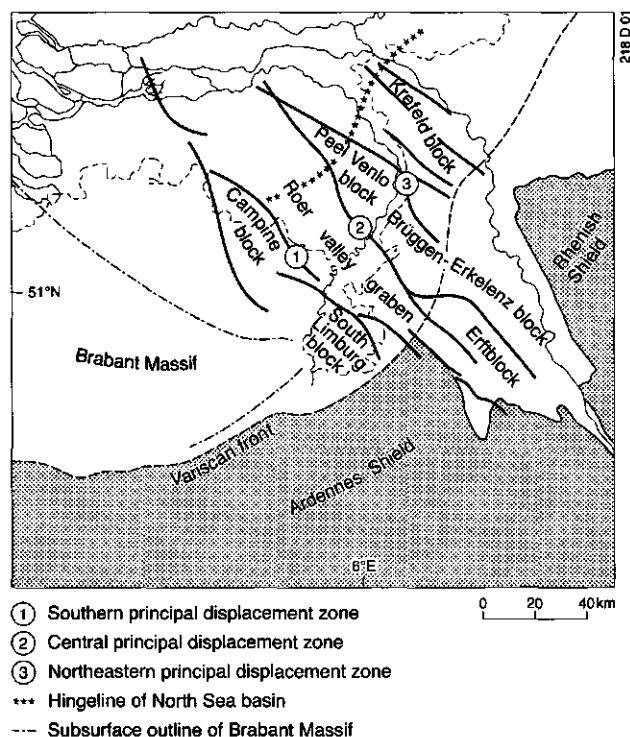 218 D 01
Krefeld block
Peel Venlo
block
3
Roer
valley
graben
2
Campine
block
1
Brüggen-Erkelenz block
Rhenish
Shield
51°N
South
Limburg
block
Erftblock
Brabant Massif
Variscan front
Ardennes Shield
6°E
0 20 40km
1 Southern principal displacement zone
2 Central principal displacement zone
3 Northeastern principal displacement zone
*** Hingeline of North Sea basin
-·- Subsurface outline of Brabant Massif